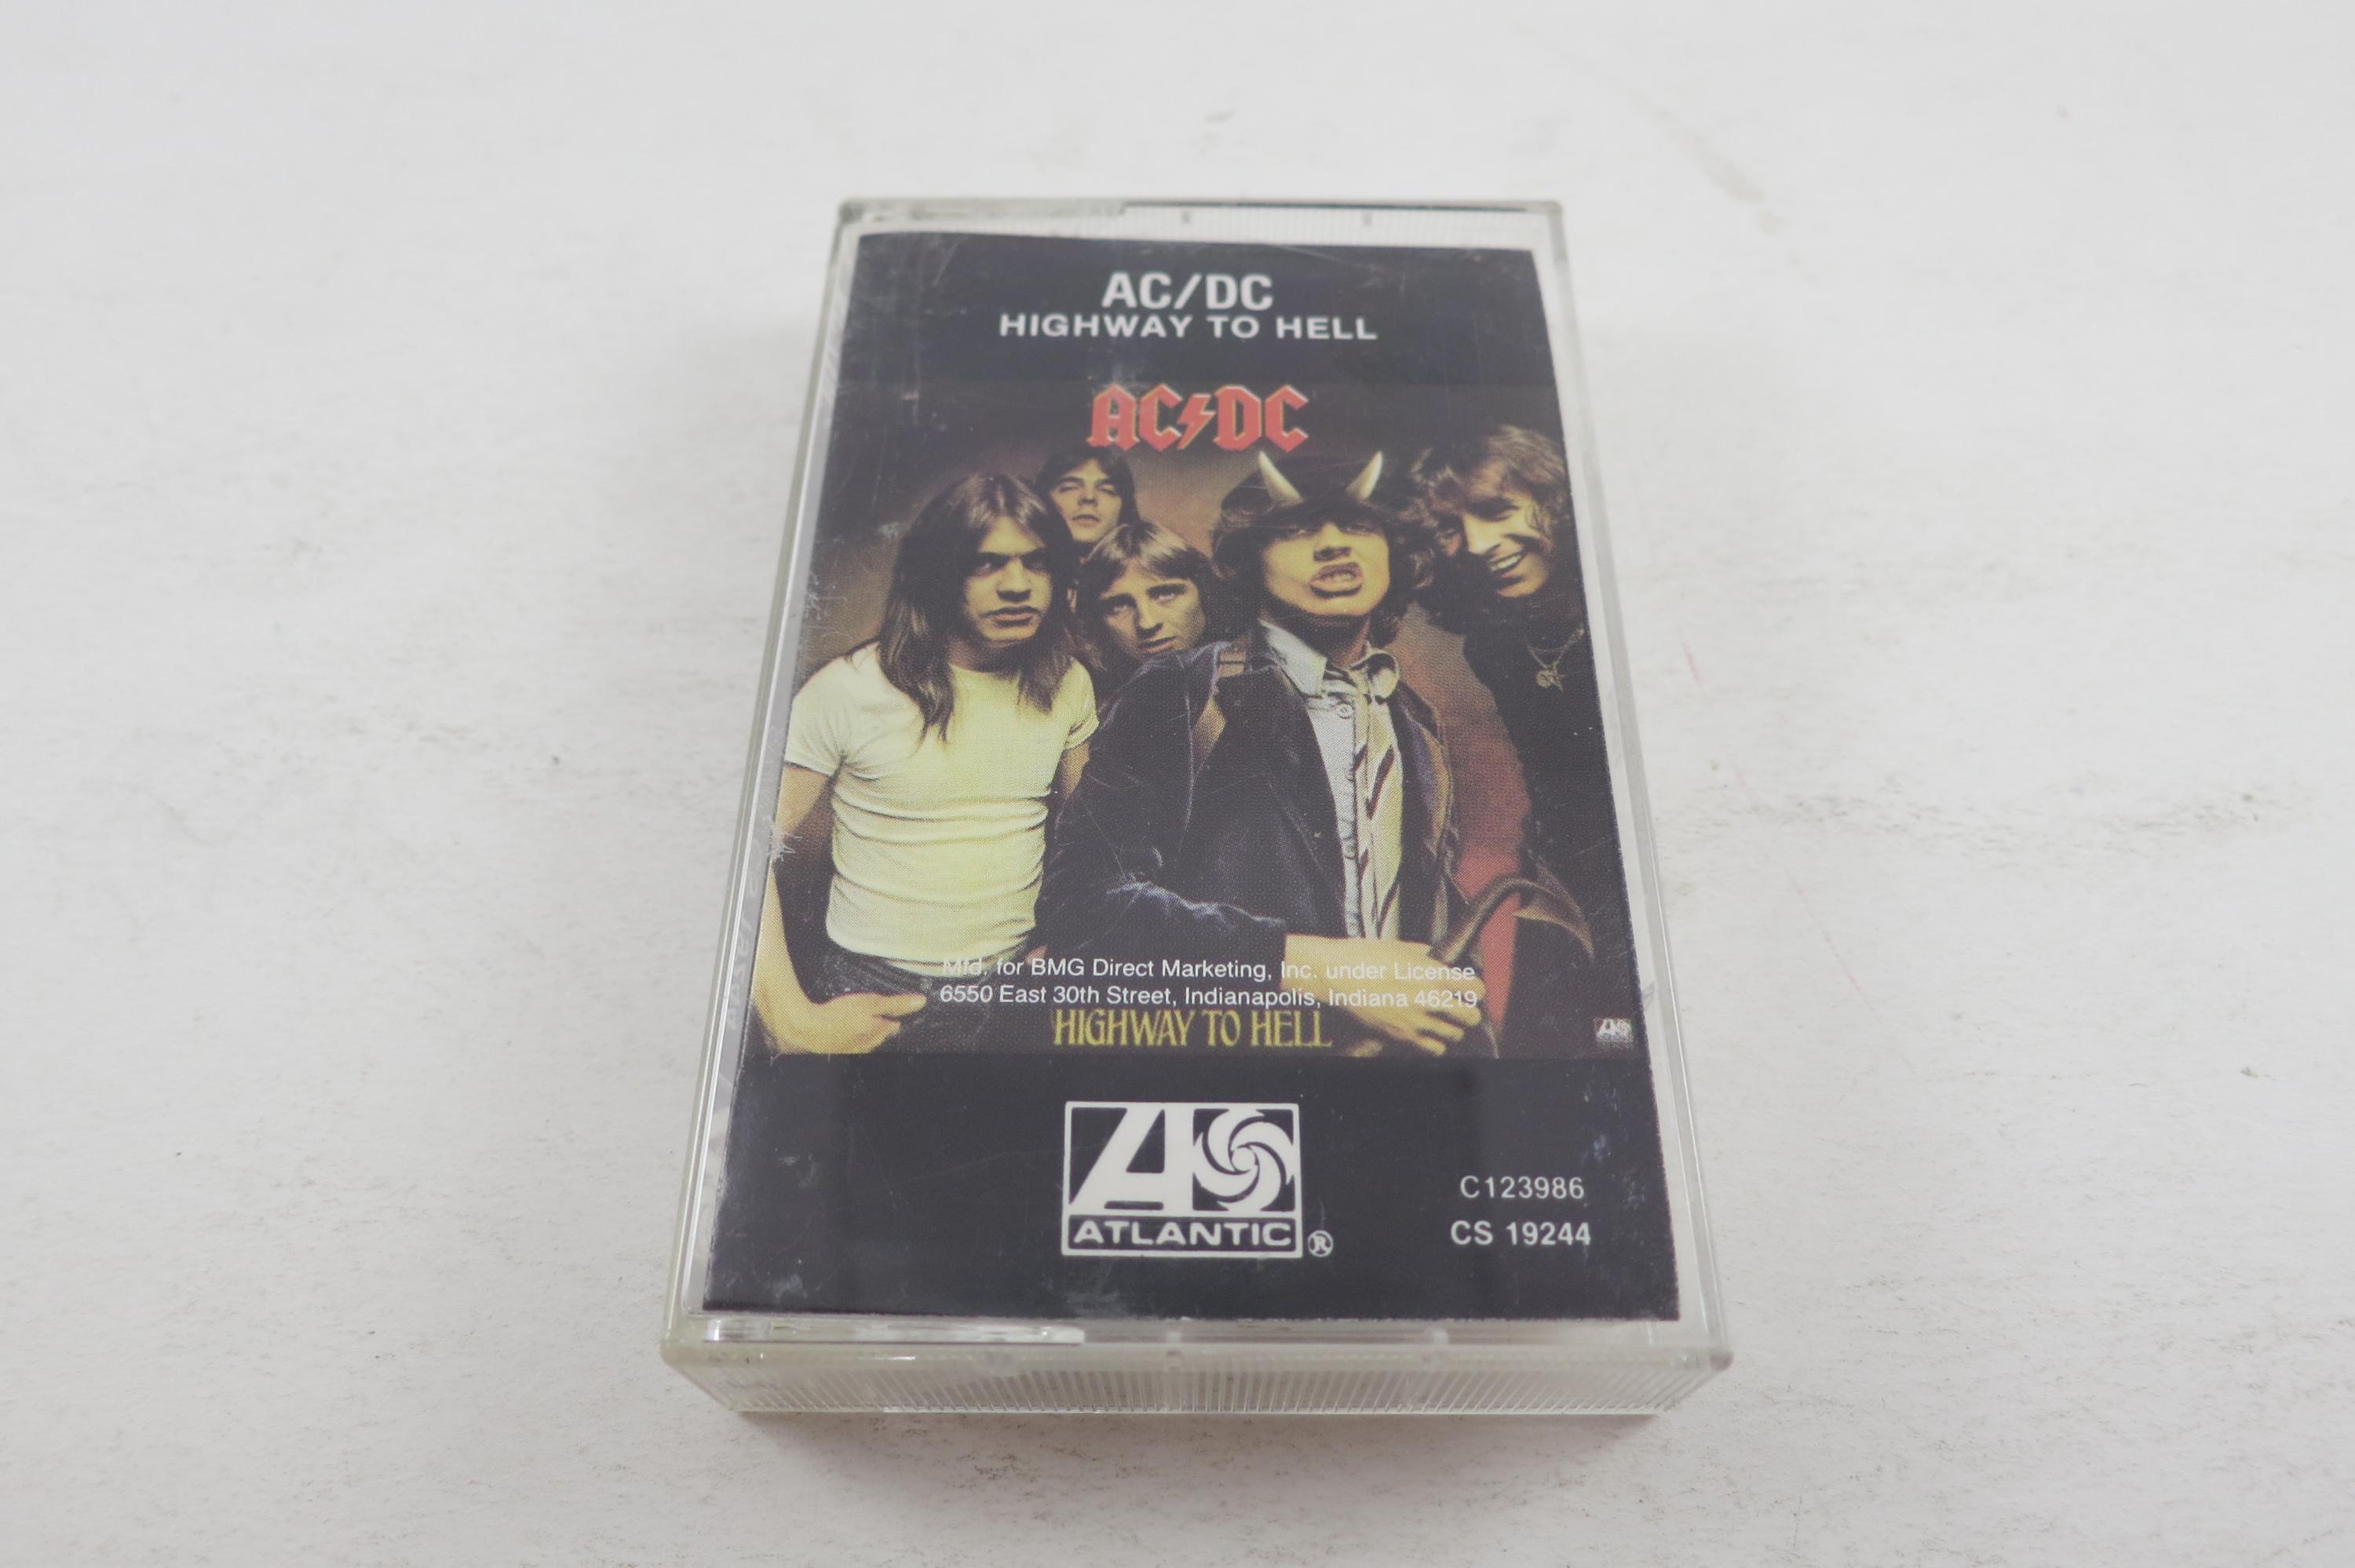 AC/DC
HIGHWAY TO HELL
AC⚡DC
Mfd. for BMG Direct Marketing, Inc. under License
6550 East 30th Street, Indianapolis, Indiana 46219
HIGHWAY TO HELL
ATLANTIC®
C123986
CS 19244